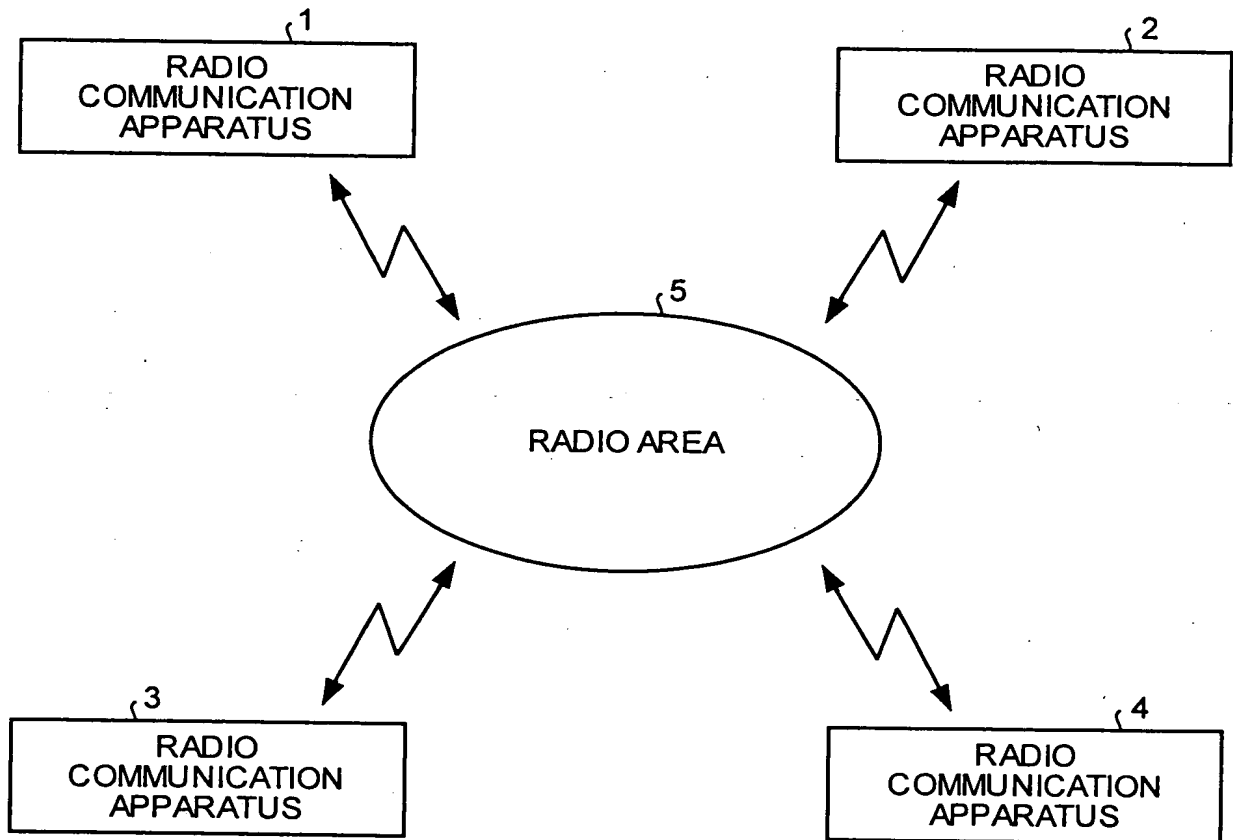 1
RADIO
COMMUNICATION
APPARATUS
2
RADIO
COMMUNICATION
APPARATUS
5
RADIO AREA
3
RADIO
COMMUNICATION
APPARATUS
4
RADIO
COMMUNICATION
APPARATUS